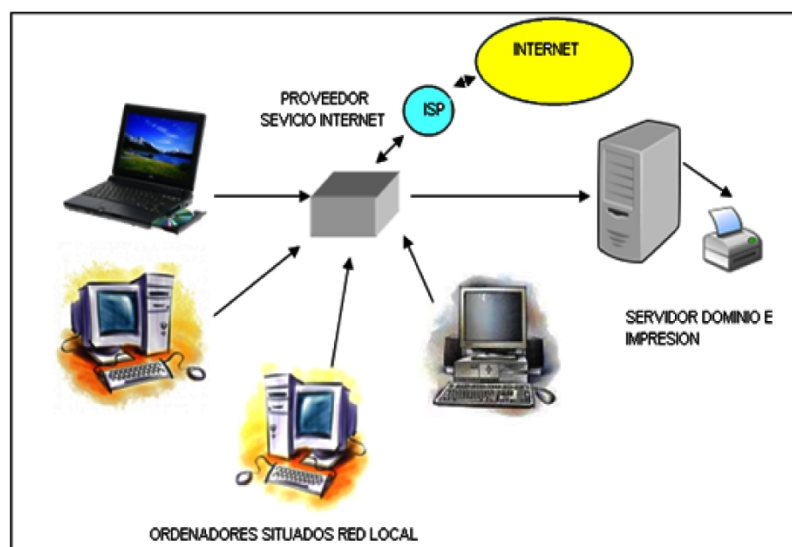 INTERNET
PROVEEDOR
SEVICIO INTERNET
ISP
SERVIDOR DOMINIO E
IMPRESION
ORDENADORES SITUADOS RED LOCAL